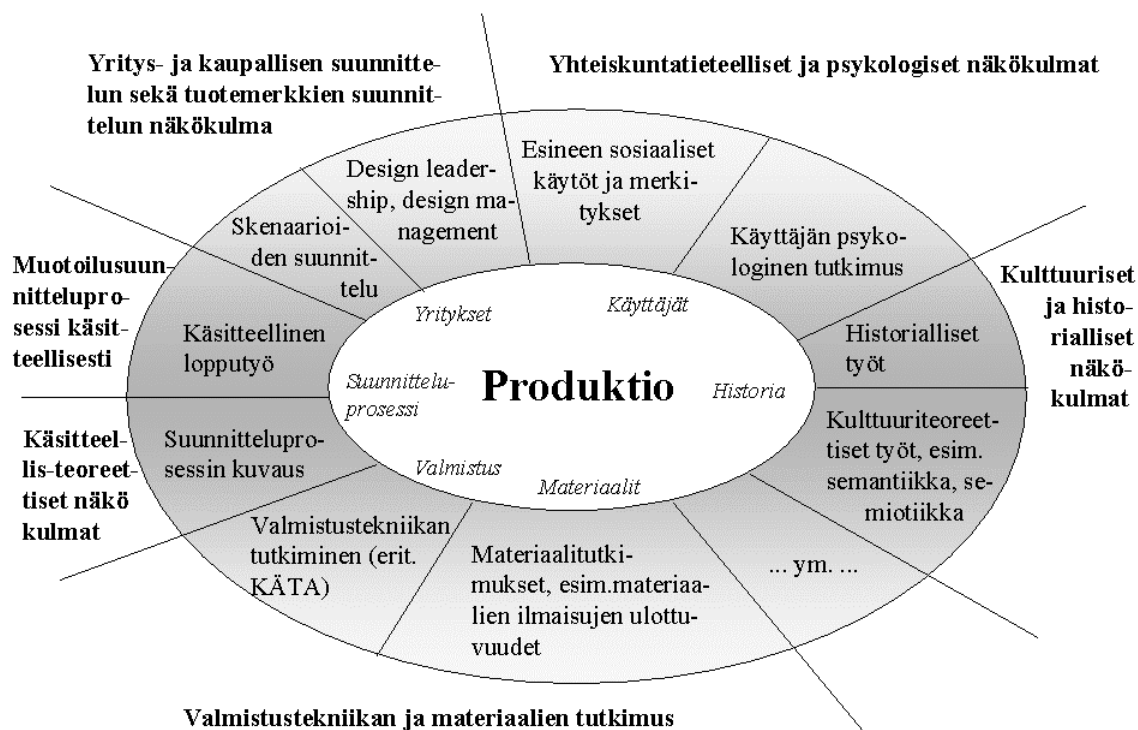 Yritys- ja kaupallisen suunnitte-
lun sekä tuotemerkkien suunnit-
telun näkökulma
Yhteiskuntatieteelliset ja psykologiset näkökulmat
Design leader-
ship, design ma-
nagement
Esineen sosiaaliset
käytöt ja merki-
tykset
Skenaarioi-
den suunnit-
telu
Käyttäjän psyko-
loginen tutkimus
Muotoilusuun-
nittelupro-
sessi käsit-
teellisesti
Kulttuuriset
ja histo-
rialliset
näkö-
kulmat
Käsitteellinen
lopputyö
Historialliset
työt
Yritykset
Käyttäjät
Suunnittelu-
prosessi
Produktio
Historia
Valmistus
Materiaalit
Käsitteel-
lis-teoreet-
tiset näkö
kulmat
Suunnittelupro-
sessin kuvaus
Kulttuuriteoreet-
tiset työt, esim.
semantiikka, se-
miotiikka
Valmistustekniikan
tutkiminen (erit.
KÄTA)
Materiaalitutki-
mukset, esim.materiaa-
lien ilmaisujen ulottu-
vuudet
... ym. ...
Valmistustekniikan ja materiaalien tutkimus